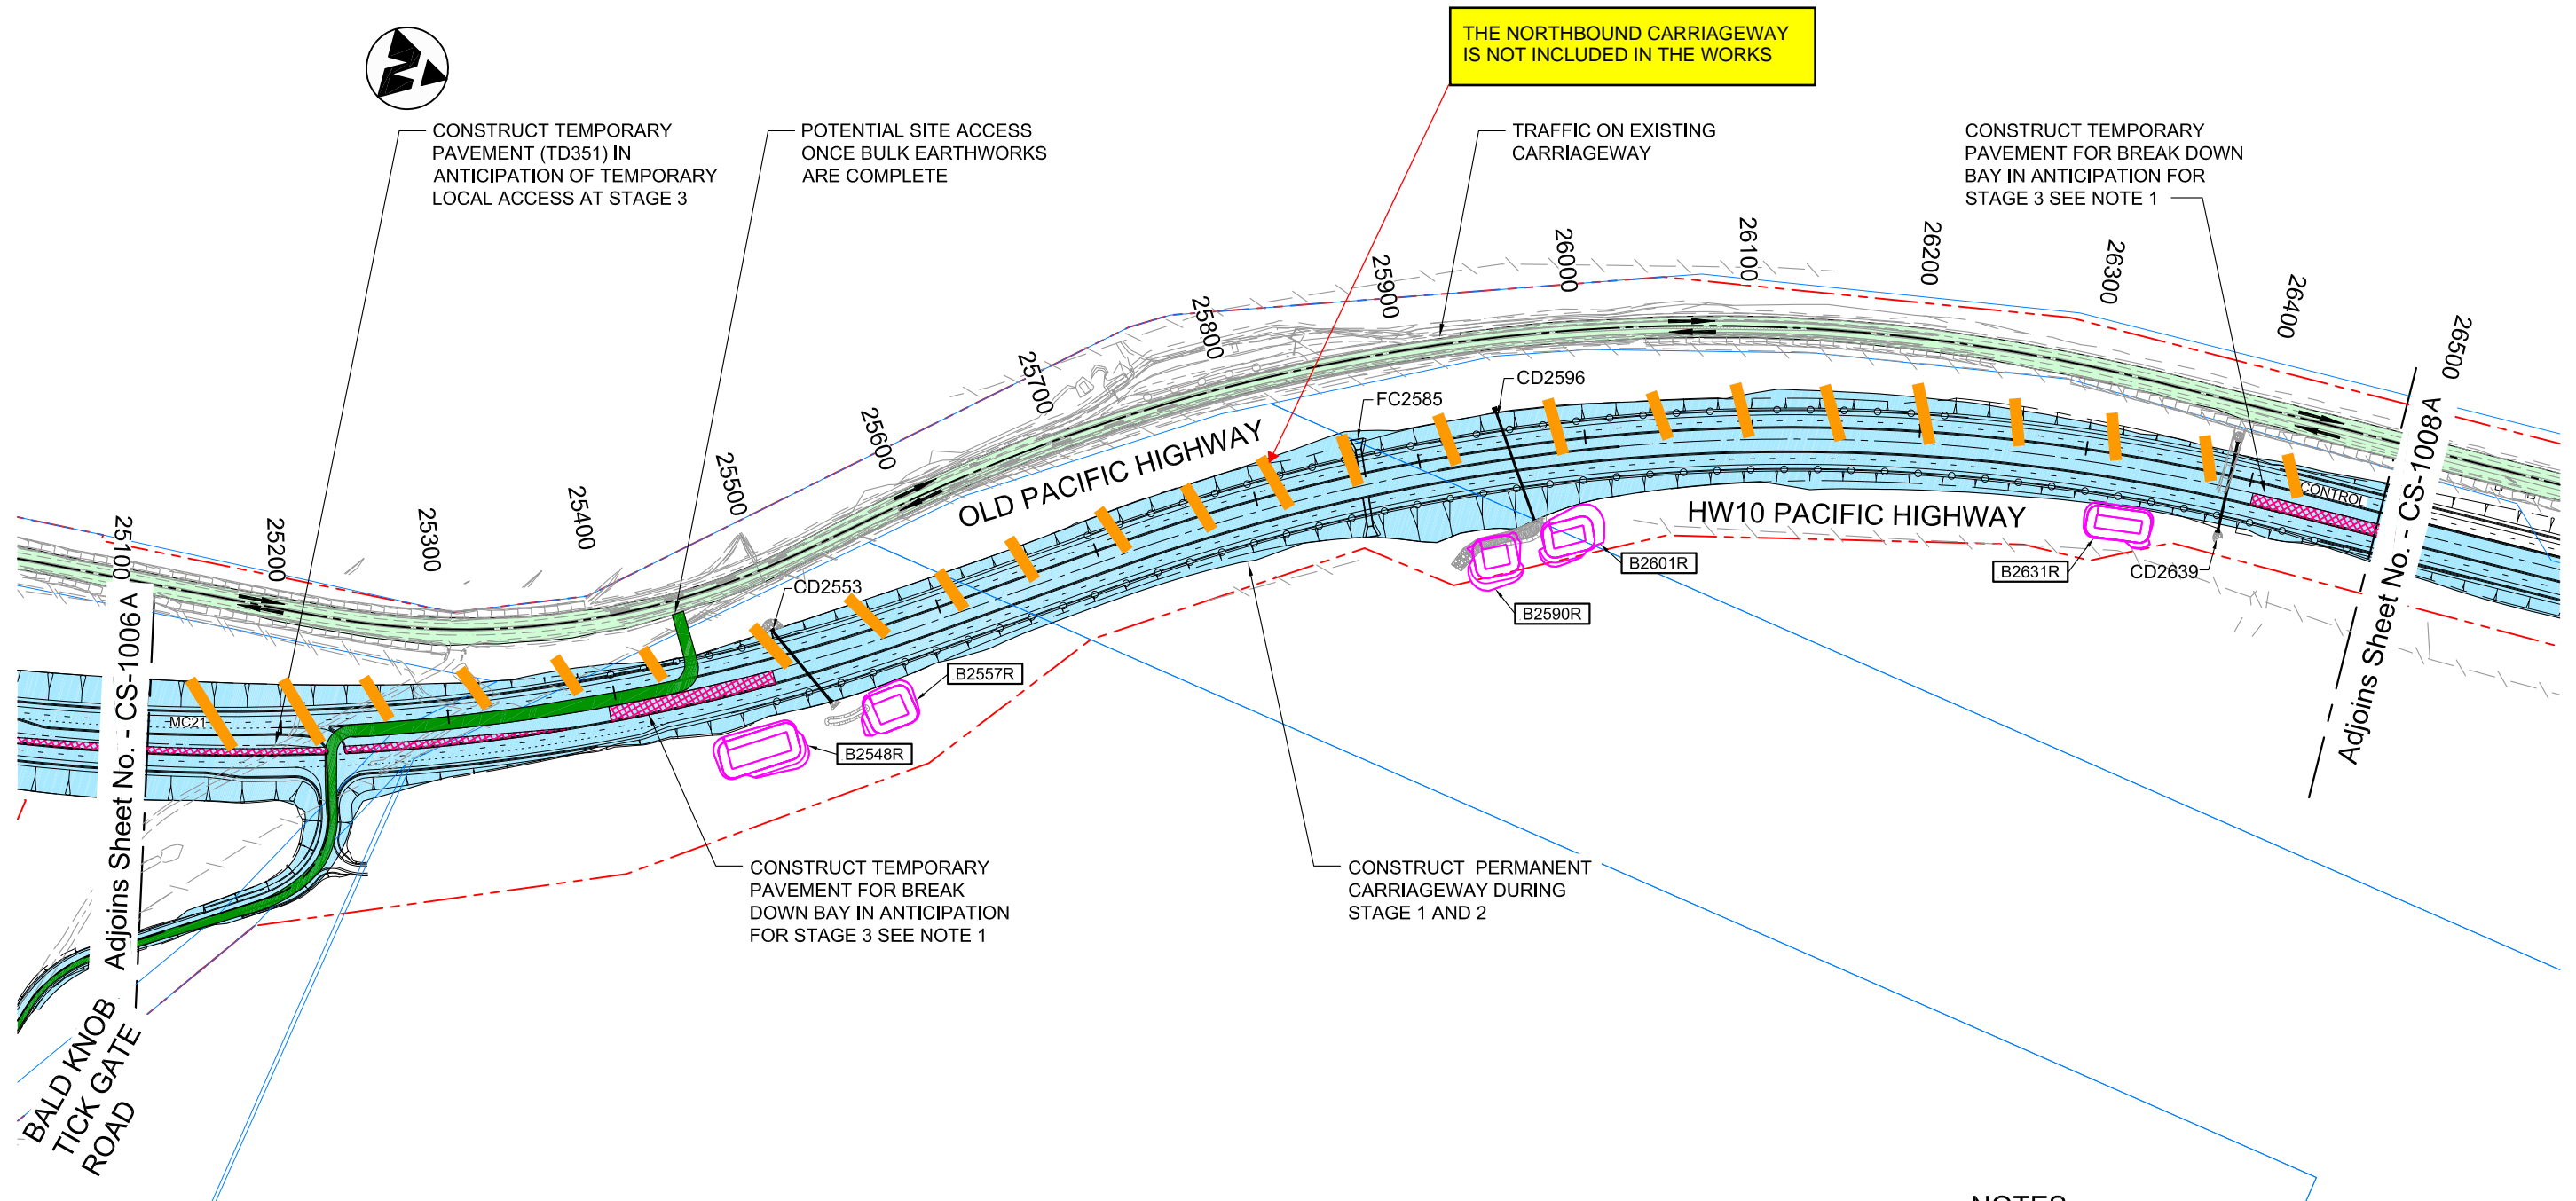 THE NORTHBOUND CARRIAGEWAY
IS NOT INCLUDED IN THE WORKS
CONSTRUCT TEMPORARY
PAVEMENT (TD351) IN
ANTICIPATION OF TEMPORARY
LOCAL ACCESS AT STAGE 3
POTENTIAL SITE ACCESS
ONCE BULK EARTHWORKS
ARE COMPLETE
TRAFFIC ON EXISTING
CARRIAGEWAY
CONSTRUCT TEMPORARY
PAVEMENT FOR BREAK DOWN
BAY IN ANTICIPATION FOR
STAGE 3 SEE NOTE 1
25100
25200
25300
25400
25500
25600
25700
25800
25900
26000
26100
26200
26300
26400
26500
CD2596
FC2585
OLD PACIFIC HIGHWAY
HW10 PACIFIC HIGHWAY
CONTROL
CD2553
B2601R
B2631R
CD2639
B2590R
B2557R
B2548R
MC21
Adjoins Sheet No. - CS-1006A
Adjoins Sheet No. - CS-1008A
CONSTRUCT TEMPORARY
PAVEMENT FOR BREAK
DOWN BAY IN ANTICIPATION
FOR STAGE 3 SEE NOTE 1
CONSTRUCT PERMANENT
CARRIAGEWAY DURING
STAGE 1 AND 2
BALD KNOB
TICK GATE
ROAD
NOTES